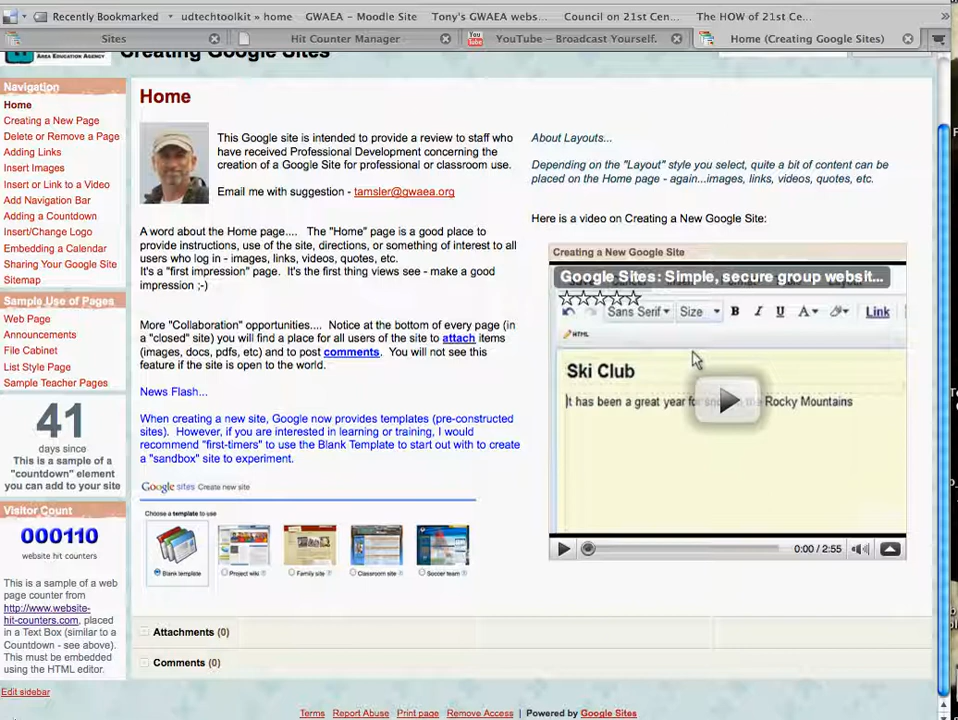 Recently Bookmarked
udtechtoolkit » home
GWAEA - Moodle Site
Tony's GWAEA webs...
Council on 21st Cen...
The HOW of 21st Ce...
»
Sites
Hit Counter Manager
YouTube - Broadcast Yourself.
Home (Creating Google Sites)
AREA EDUCATION AGENCY
Creating Google Sites
Navigation
Home
Creating a New Page
Delete or Remove a Page
Adding Links
Insert Images
Insert or Link to a Video
Add Navigation Bar
Adding a Countdown
Insert/Change Logo
Embedding a Calendar
Sharing Your Google Site
Sitemap
Sample Use of Pages
Web Page
Announcements
File Cabinet
List Style Page
Sample Teacher Pages
41
days since
This is a sample of a
"countdown" element
you can add to your site
Visitor Count
000110
website hit counters
This is a sample of a web
page counter from
http://www.website-
hit-counters.com, placed
in a Text Box (similar to a
Countdown - see above).
This must be embedded
using the HTML editor.
Edit sidebar
Home
This Google site is intended to provide a review to staff who
have received Professional Development concerning the
creation of a Google Site for professional or classroom use.
Email me with suggestion - tamsler@gwaea.org
A word about the Home page.... The "Home" page is a good place to
provide instructions, use of the site, directions, or something of interest to all
users who log in - images, links, videos, quotes, etc.
It's a "first impression" page. It's the first thing views see - make a good
impression ;-)
More "Collaboration" opportunities.... Notice at the bottom of every page (in
a "closed" site) you will find a place for all users of the site to attach items
(images, docs, pdfs, etc) and to post comments. You will not see this
feature if the site is open to the world.
News Flash...
When creating a new site, Google now provides templates (pre-constructed
sites). However, if you are interested in learning or training, I would
recommend "first-timers" to use the Blank Template to start out with to create
a "sandbox" site to experiment.
Google sites Create new site
Choose a template to use
Blank template
Project wiki
Family site
Classroom site
Soccer team
About Layouts...
Depending on the "Layout" style you select, quite a bit of content can be
placed on the Home page - again...images, links, videos, quotes, etc.
Here is a video on Creating a New Google Site:
Creating a New Google Site
Google Sites: Simple, secure group websit...
Sans Serif
Size
B I U A
Link
HTML
Ski Club
It has been a great year for
Rocky Mountains
0:00 / 2:55
Attachments (0)
Comments (0)
Terms
Report Abuse
Print page
Remove Access | Powered by Google Sites